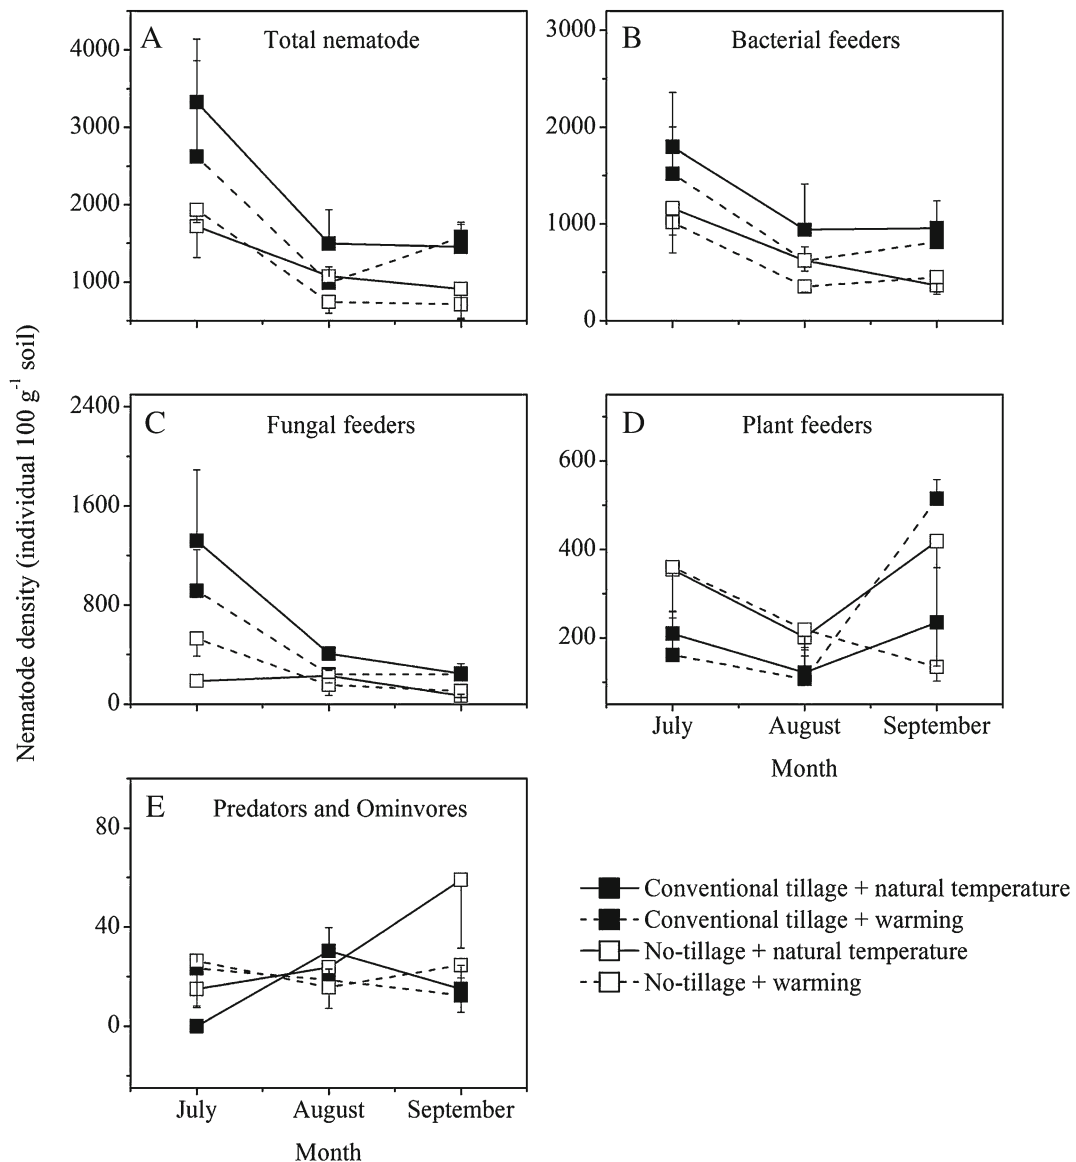 A Total nematode
4000
3000
2000
1000
B Bacterial feeders
3000
2000
1000
0
Nematode density (individual 100 g-1 soil)
C Fungal feeders
2400
1600
800
0
D Plant feeders
600
400
200
July August September
Month
E Predators and Ominvores
80
40
0
July August September
Month
Conventional tillage + natural temperature
Conventional tillage + warming
No-tillage + natural temperature
No-tillage + warming